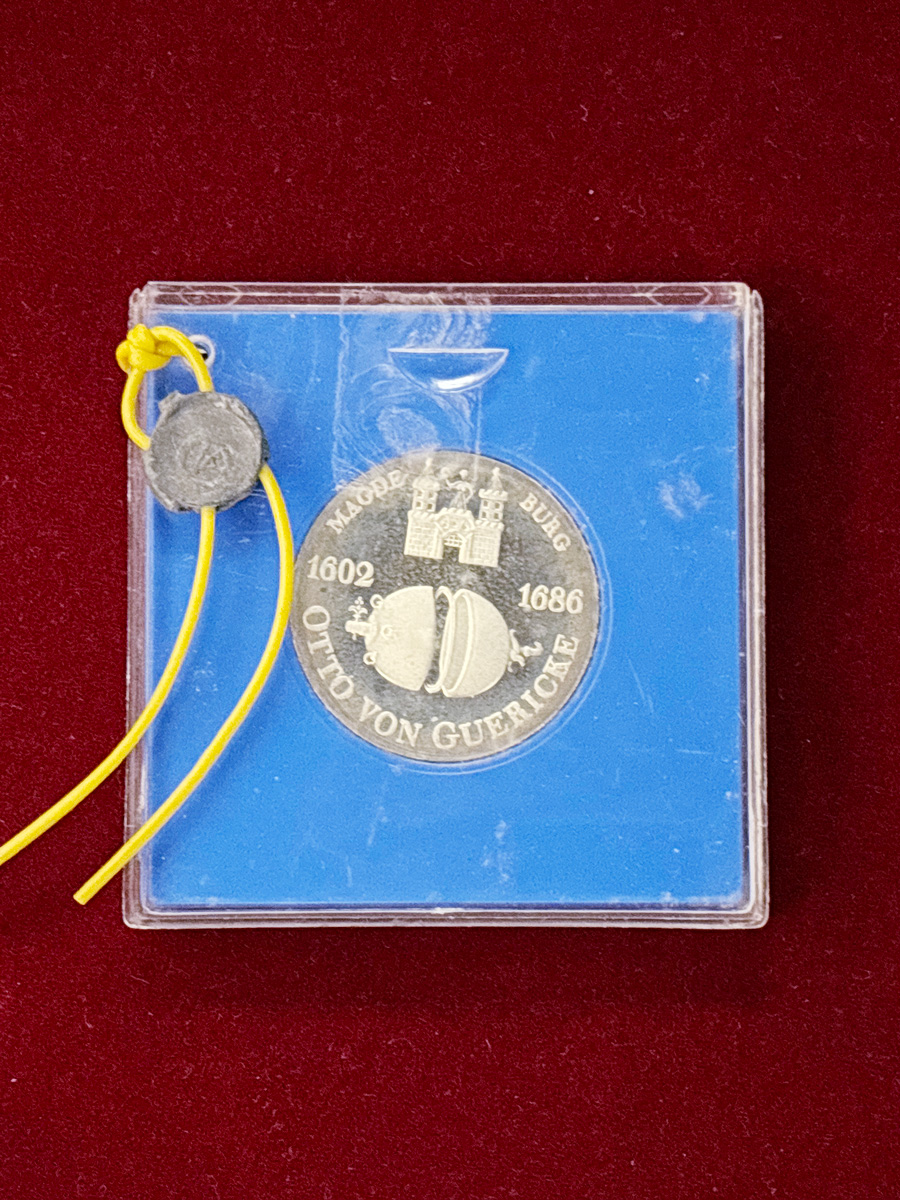 MAGDE BURG
1602
1686
OTTO VON GUERICKE